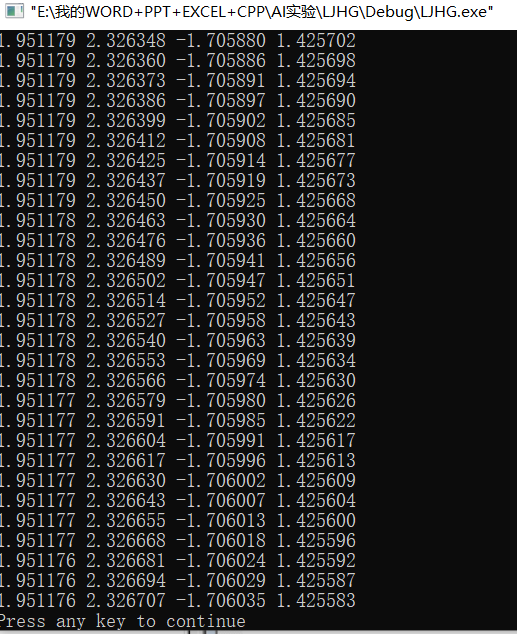 "E:\我的WORD+PPT+EXCEL+CPP\AI实验\LJHG\Debug\LJHG.exe"
1.951179 2.326348 -1.705880 1.425702
1.951179 2.326360 -1.705886 1.425698
1.951179 2.326373 -1.705891 1.425694
1.951179 2.326386 -1.705897 1.425690
1.951179 2.326399 -1.705902 1.425685
1.951179 2.326412 -1.705908 1.425681
1.951179 2.326425 -1.705914 1.425677
1.951179 2.326437 -1.705919 1.425673
1.951179 2.326450 -1.705925 1.425668
1.951178 2.326463 -1.705930 1.425664
1.951178 2.326476 -1.705936 1.425660
1.951178 2.326489 -1.705941 1.425656
1.951178 2.326502 -1.705947 1.425651
1.951178 2.326514 -1.705952 1.425647
1.951178 2.326527 -1.705958 1.425643
1.951178 2.326540 -1.705963 1.425639
1.951178 2.326553 -1.705969 1.425634
1.951178 2.326566 -1.705974 1.425630
1.951177 2.326579 -1.705980 1.425626
1.951177 2.326591 -1.705985 1.425622
1.951177 2.326604 -1.705991 1.425617
1.951177 2.326617 -1.705996 1.425613
1.951177 2.326630 -1.706002 1.425609
1.951177 2.326643 -1.706007 1.425604
1.951177 2.326655 -1.706013 1.425600
1.951177 2.326668 -1.706018 1.425596
1.951176 2.326681 -1.706024 1.425592
1.951176 2.326694 -1.706029 1.425587
1.951176 2.326707 -1.706035 1.425583
Press any key to continue